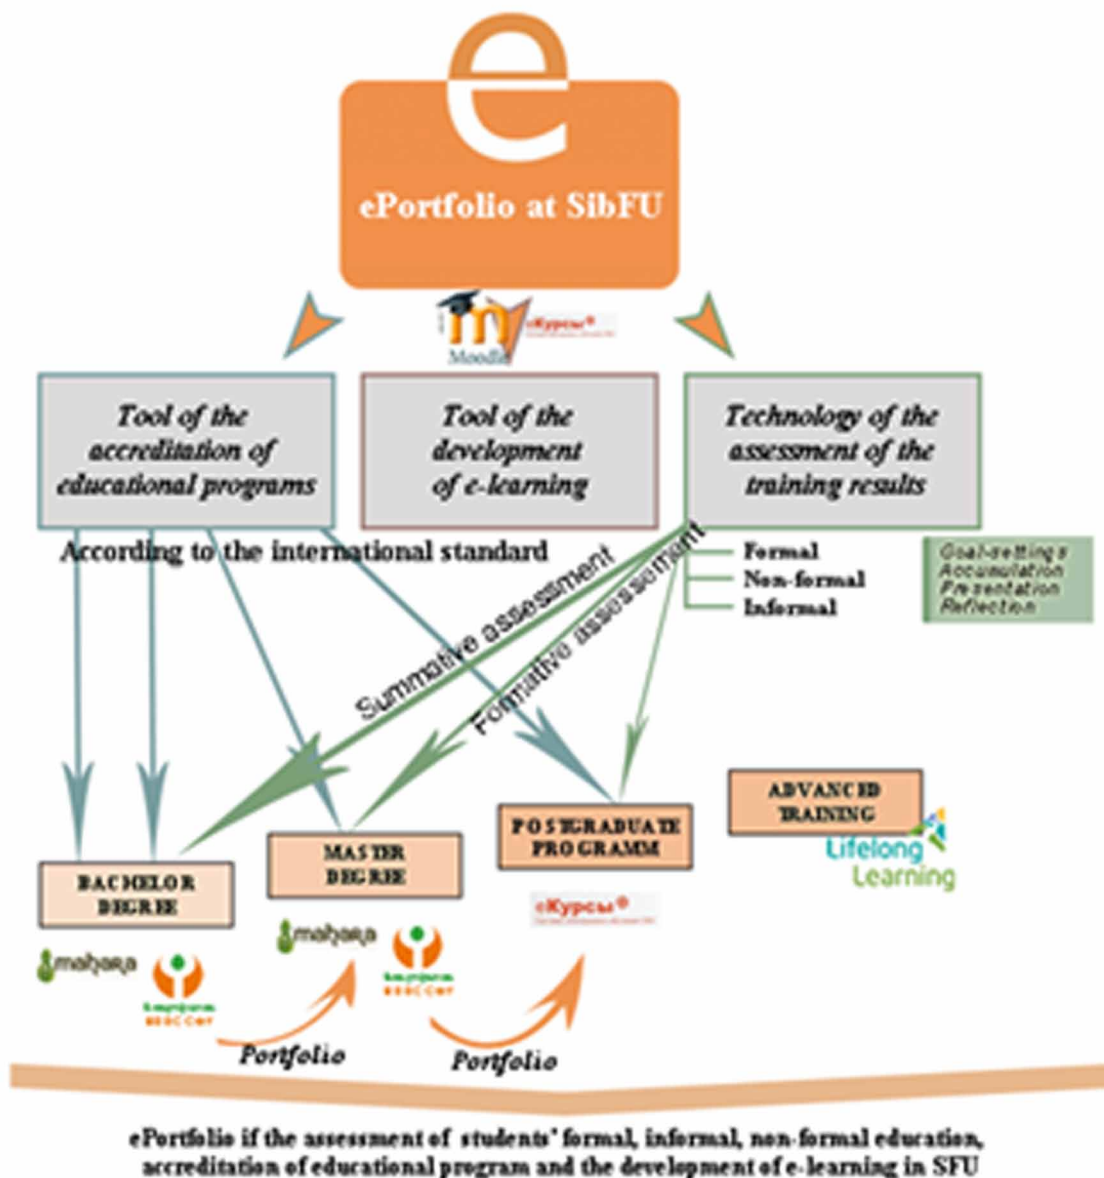 e
ePortfolio at SibFU
Moodle
еКурсы
Tool of the
accreditation of
educational programs
Tool of the
development
of e-learning
Technology of the
assessment of the
training results
According to the international standard
Summative assessment
Formative assessment
Formal
Non-formal
Informal
Goal-settings
Accumulation
Presentation
Reflection
ADVANCED
TRAINING
Lifelong
Learning
POSTGRADUATE
PROGRAMM
MASTER
DEGREE
BACHELOR
DEGREE
еКурсы
mahara
mahara
Portfolio
Portfolio
ePortfolio if the assessment of students' formal, informal, non-formal education,
accreditation of educational program and the development of e-learning in SFU